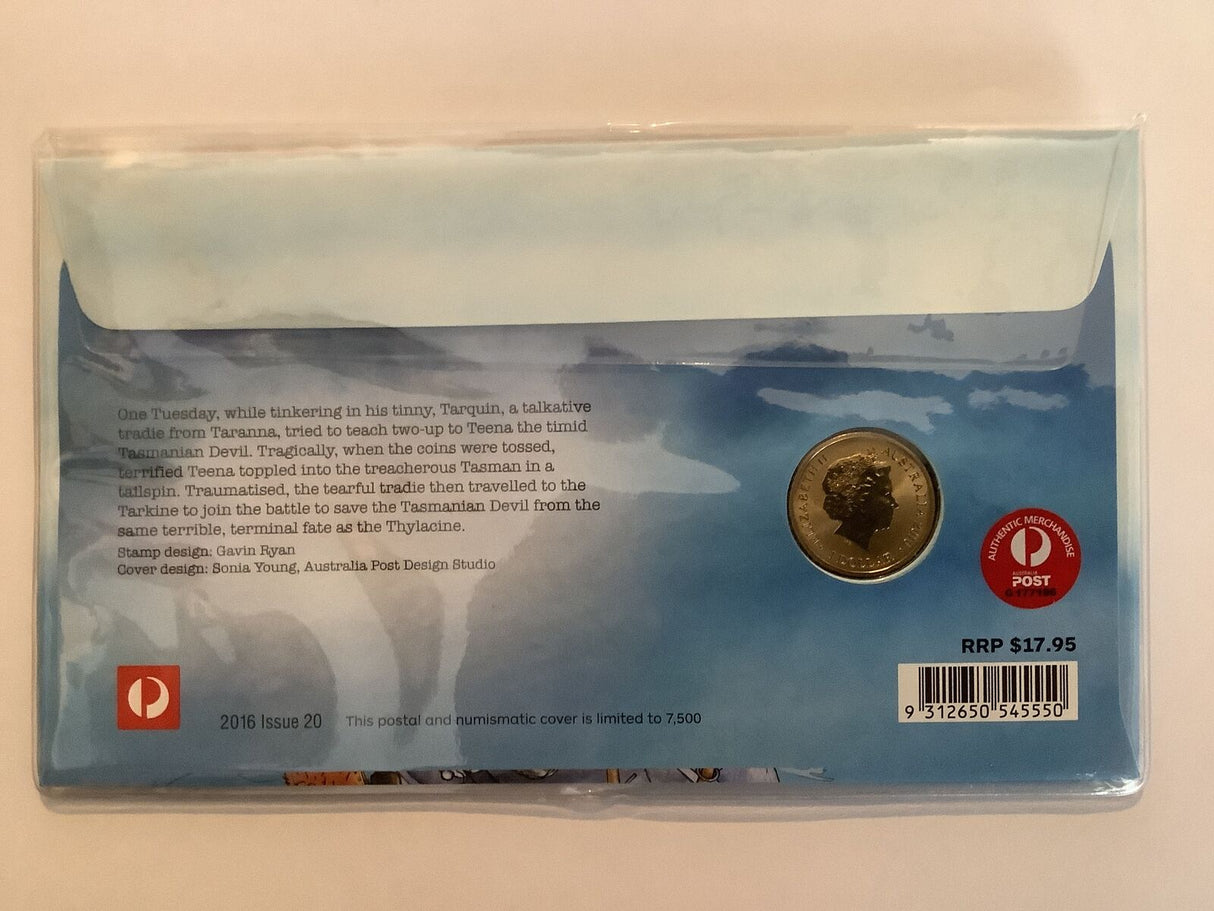 One Tuesday, while tinkering in his tinny, Tarquin, a talkative
tradie from Taranna, tried to teach two-up to Teena the timid
Tasmanian Devil. Tragically, when the coins were tossed,
terrified Teena toppled into the treacherous Tasman in a
tailspin. Traumatised, the tearful tradie then travelled to the
Tarkine to join the battle to save the Tasmanian Devil from the
same terrible, terminal fate as the Thylacine.
Stamp design: Gavin Ryan
Cover design: Sonia Young, Australia Post Design Studio
ELIZABETH II AUSTRALIA
1 DOLLAR
AUTHENTIC MERCHANDISE
AUSTRALIA
POST
RRP $17.95
9 312650 545550
2016 Issue 20 This postal and numismatic cover is limited to 7,500